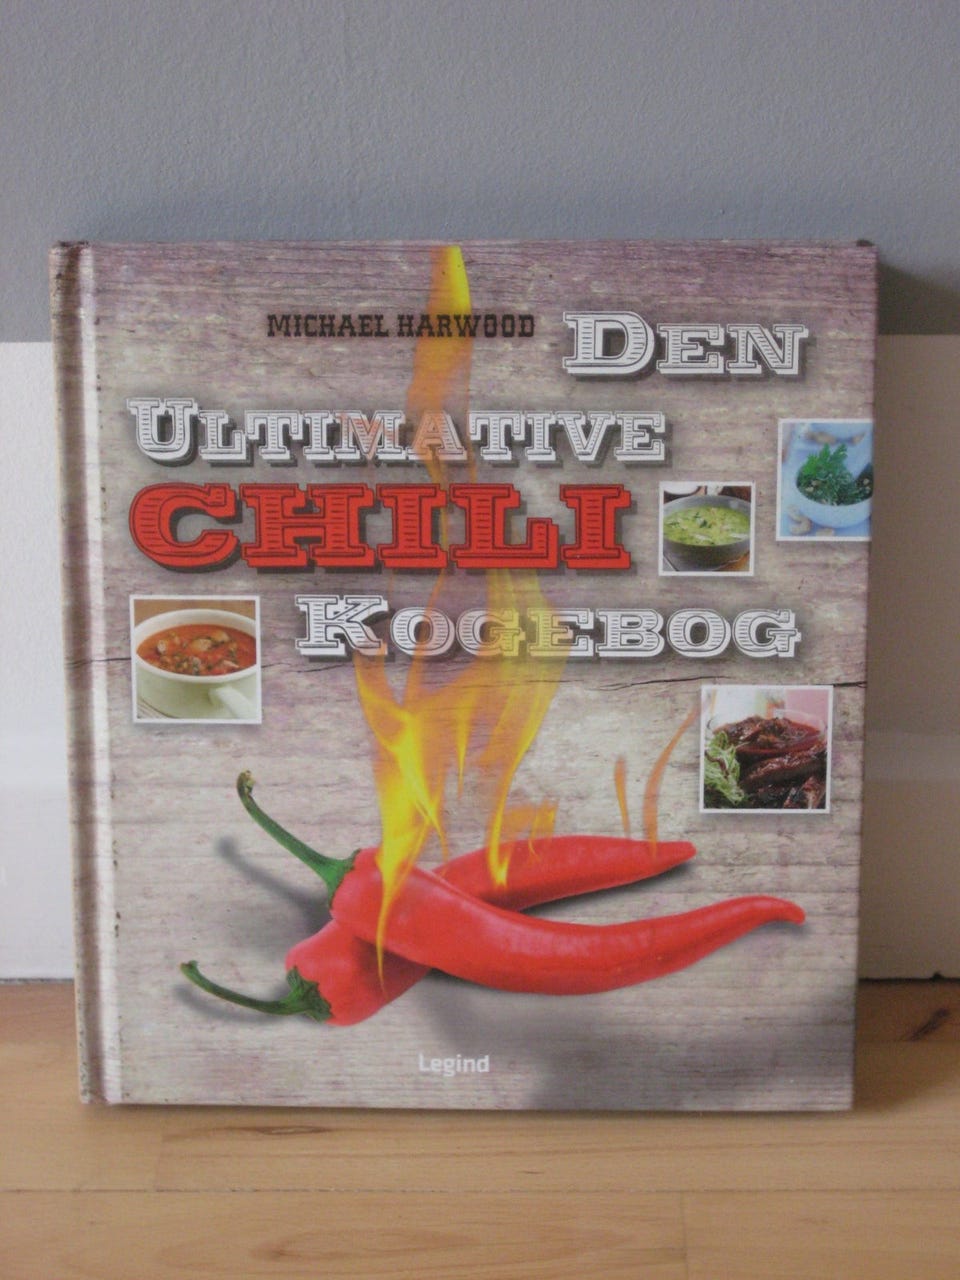 MICHAEL HARWOOD
DEN
ULTIMATIVE
CHILI
KOGEBOG
Legind